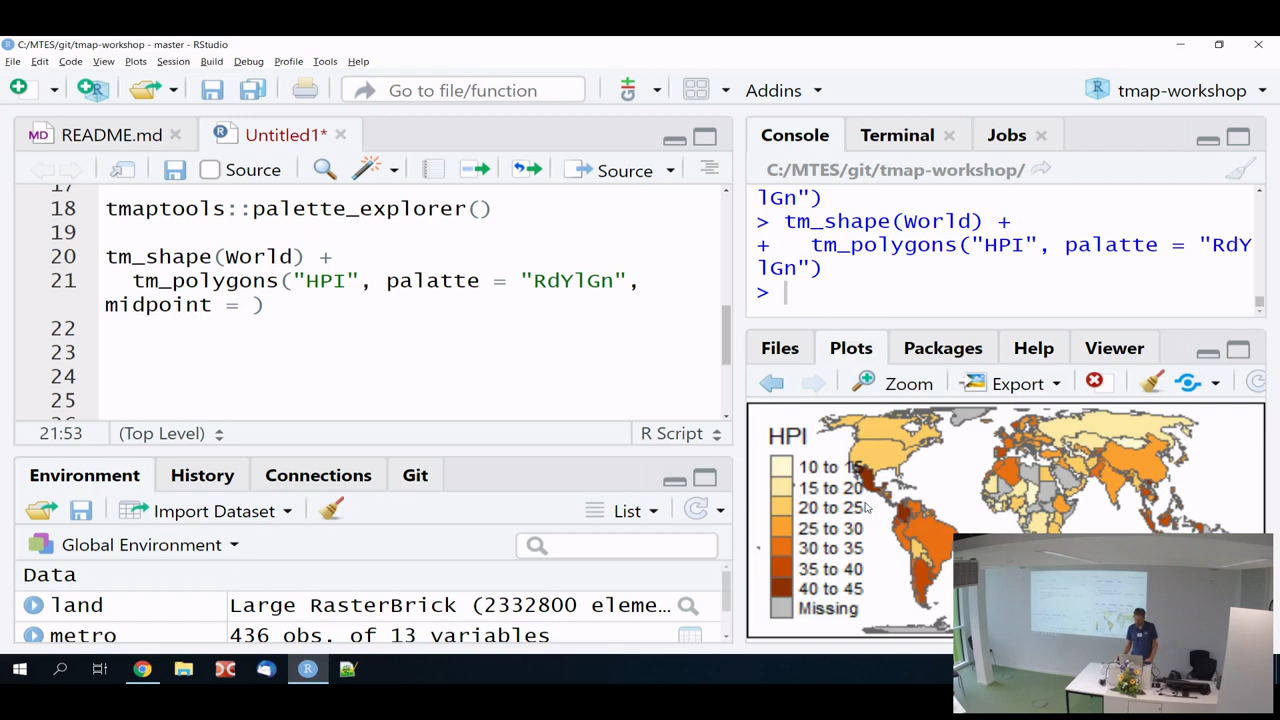 C:/MTES/git/tmap-workshop - master - RStudio
File Edit Code View Plots Session Build Debug Profile Tools Help
Go to file/function Addins tmap-workshop
README.md Untitled1*
Source Source
17
18 tmaptools::palette_explorer()
19
20 tm_shape(World) +
21 tm_polygons("HPI", palatte = "RdYlGn",
midpoint = )
22
23
24
25
21:53 (Top Level) R Script
Environment History Connections Git
Import Dataset List
Global Environment
Data
land Large RasterBrick (2332800 eleme...
metro 436 obs. of 13 variables
Console Terminal Jobs
C:/MTES/git/tmap-workshop/
lGn")
> tm_shape(World) +
+ tm_polygons("HPI", palatte = "RdY
lGn")
>
Files Plots Packages Help Viewer
Zoom Export
HPI
10 to 15
15 to 20
20 to 25
25 to 30
30 to 35
35 to 40
40 to 45
Missing